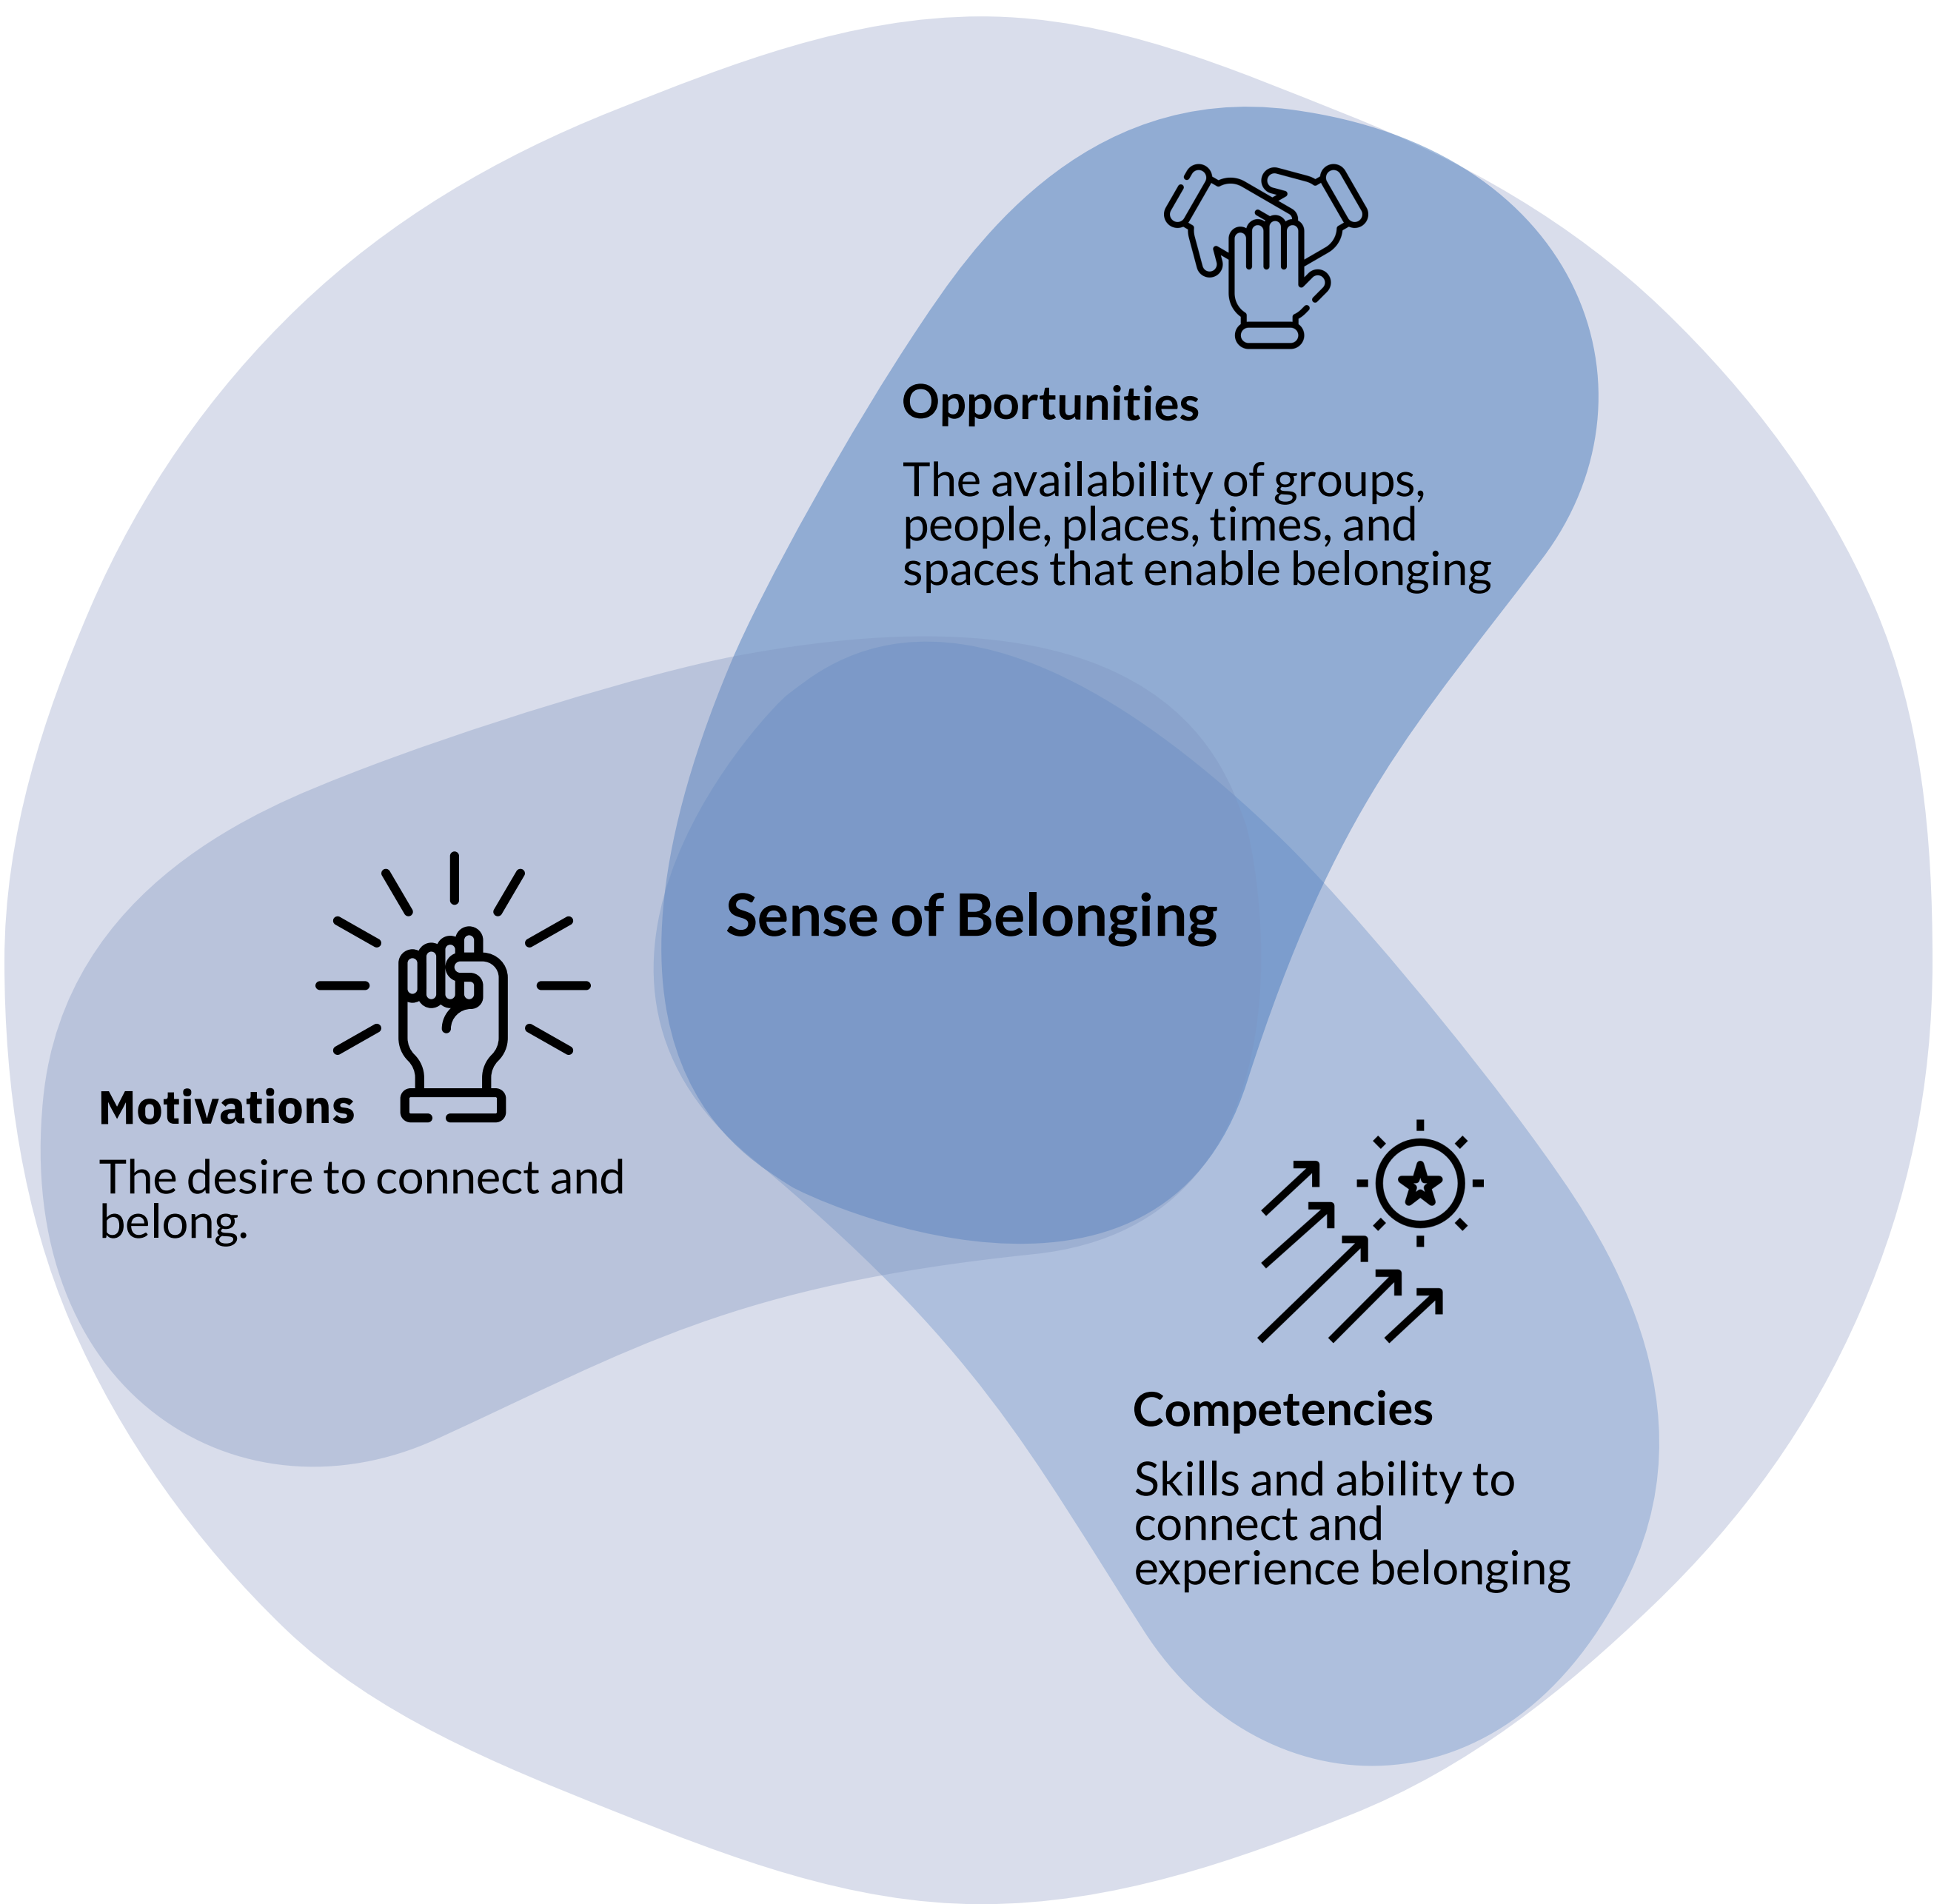 Opportunities
The availability of groups,
people, places, times, and
spaces that enable belonging
Sense of Belonging
Motivations
The desire to connect and
belong.
Competencies
Skills and ability to
connect and
experience belonging